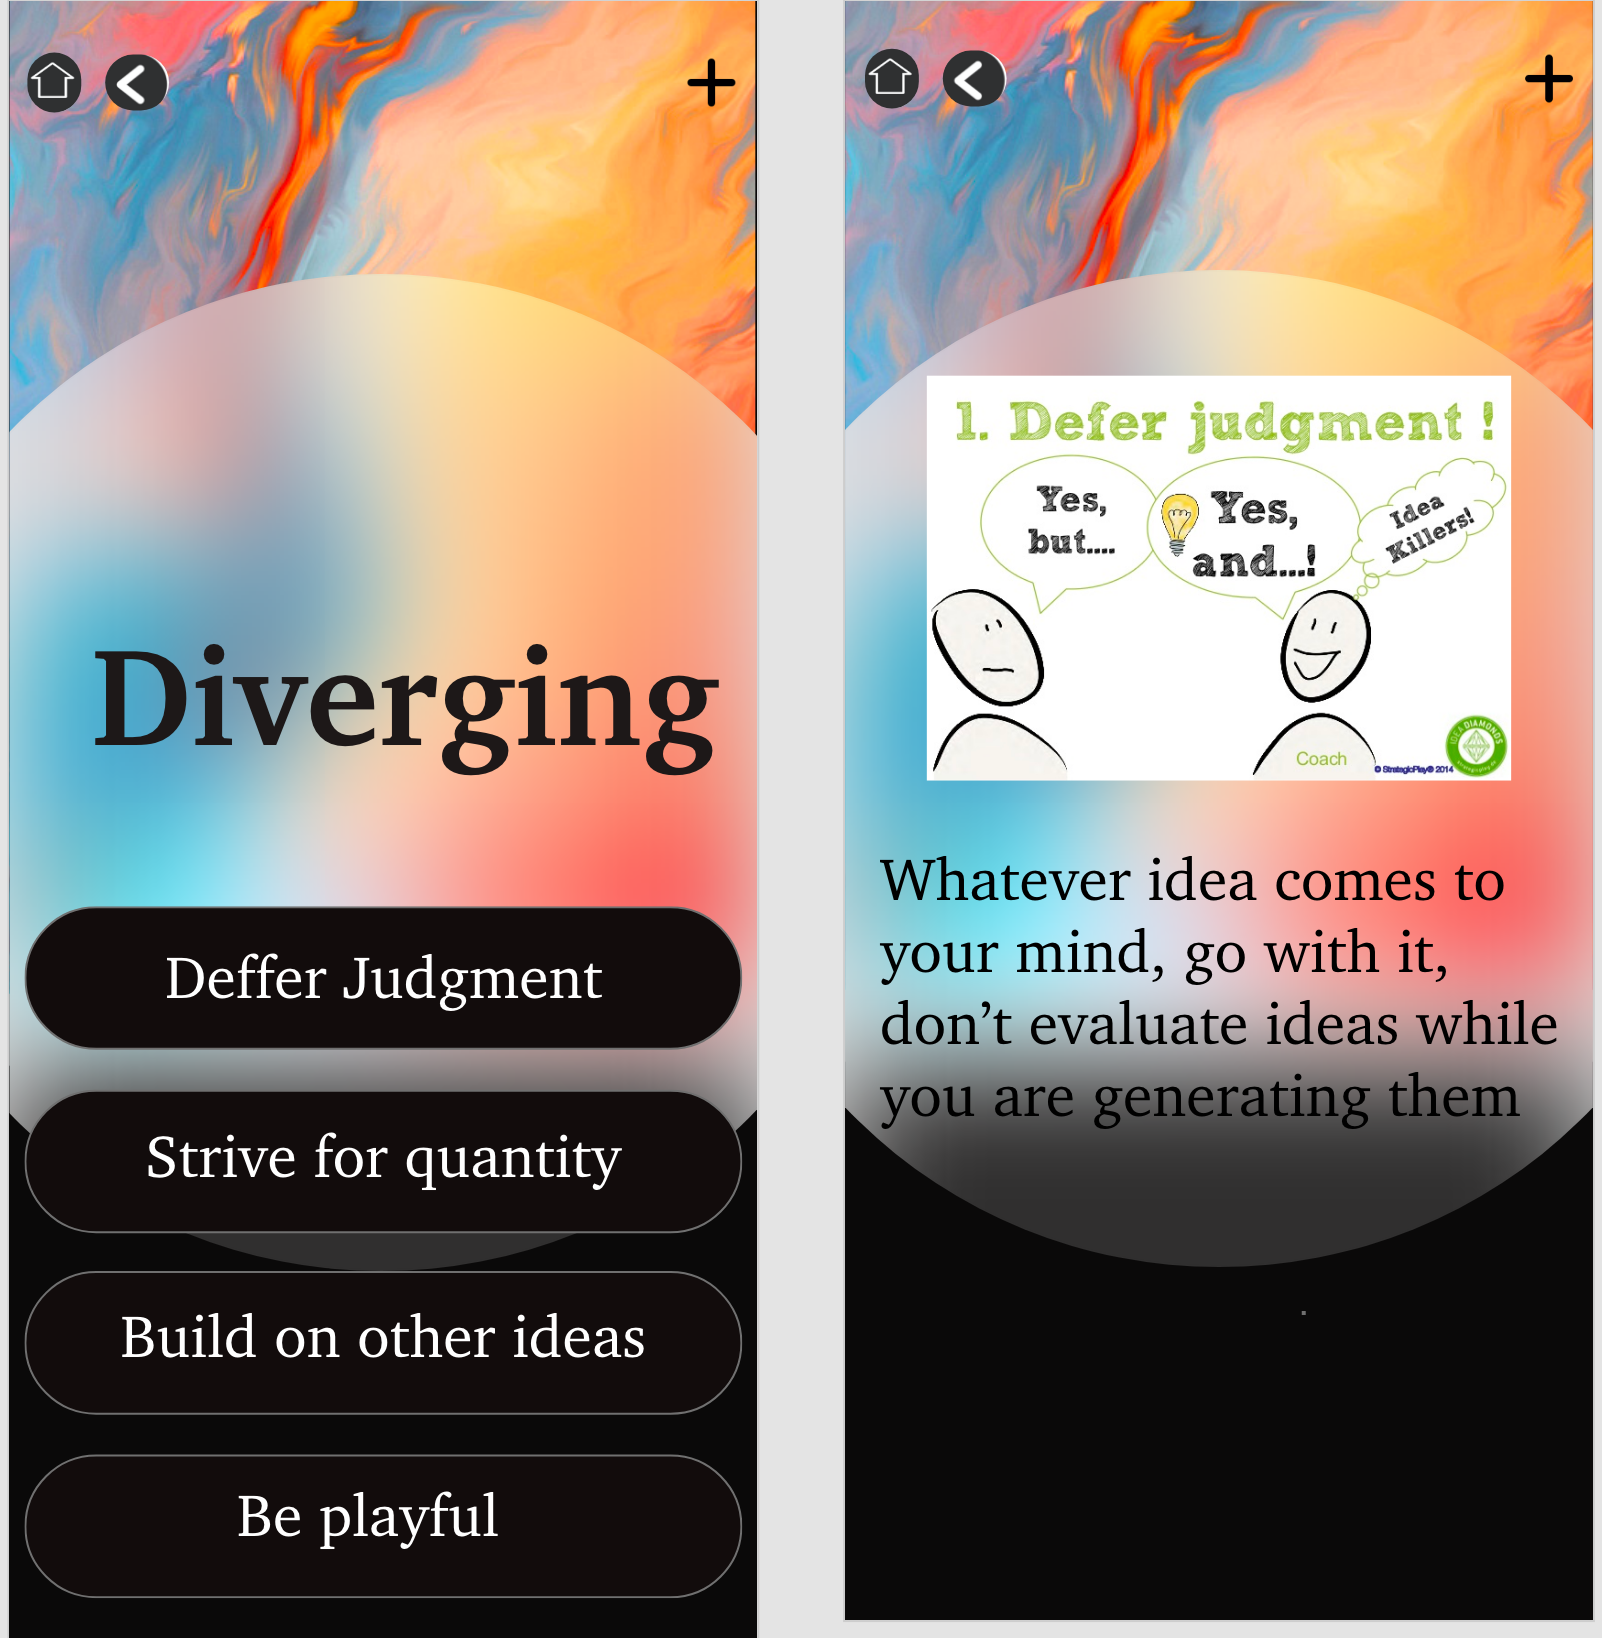 Diverging
Deffer Judgment
Strive for quantity
Build on other ideas
Be playful
1. Defer judgment !
Yes,
but....
Yes,
and...!
Idea
Killers!
Coach
© StrategicPlay® 2014
IDEA DIAMONDS
Whatever idea comes to
your mind, go with it,
don’t evaluate ideas while
you are generating them